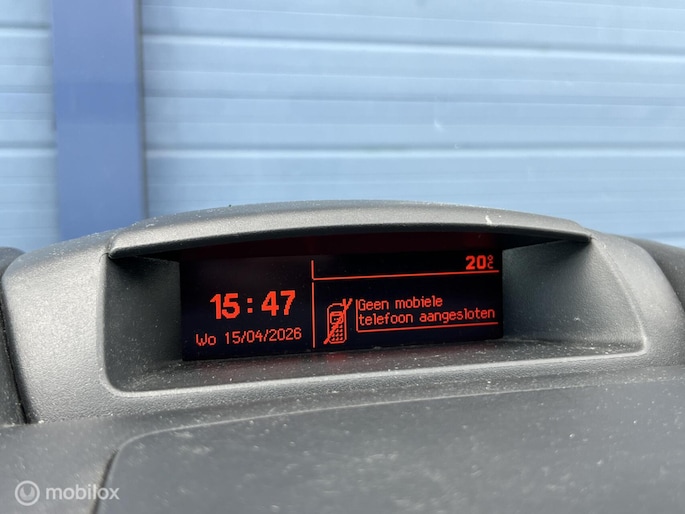 20°C
15:47
Wo 15/04/2026
Geen mobiele
telefoon aangesloten
mobilox